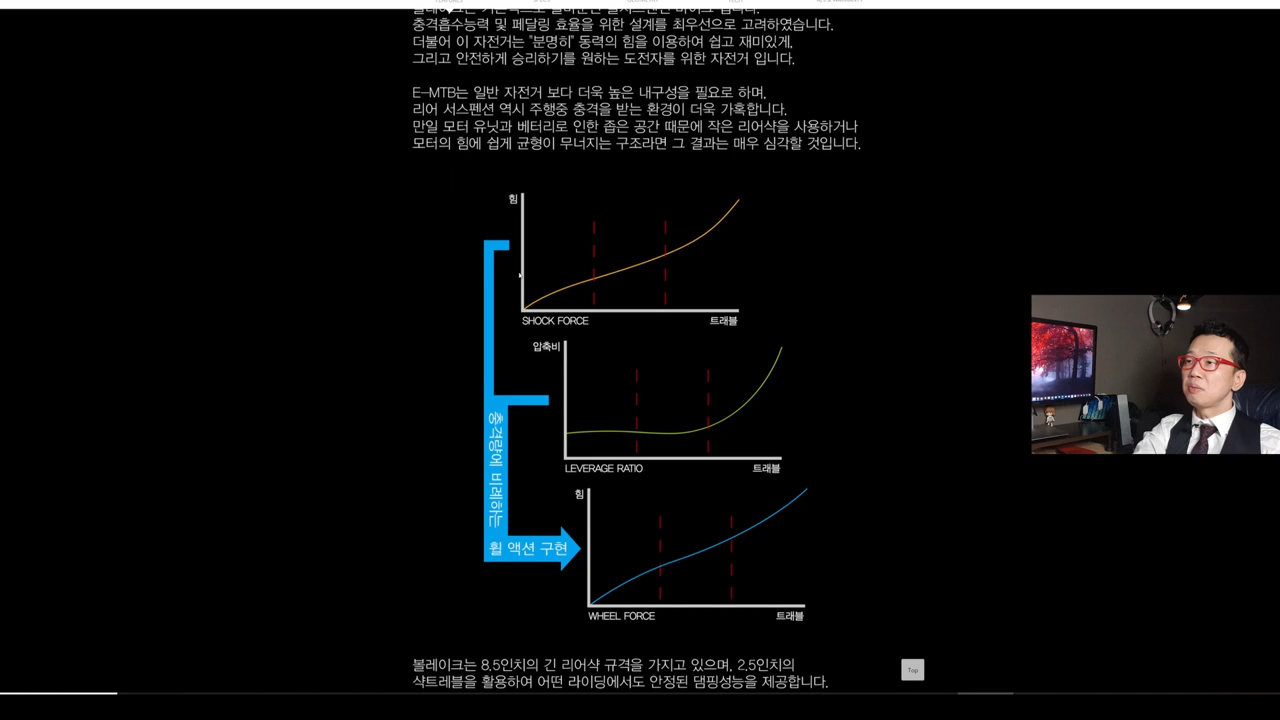 충격흡수능력 및 페달링 효율을 위한 설계를 최우선으로 고려하였습니다.
더불어 이 자전거는 "분명히" 동력의 힘을 이용하여 쉽고 재미있게,
그리고 안전하게 승리하기를 원하는 도전자를 위한 자전거 입니다.
E-MTB는 일반 자전거 보다 더욱 높은 내구성을 필요로 하며,
리어 서스펜션 역시 주행중 충격을 받는 환경이 더욱 가혹합니다.
만일 모터 유닛과 베터리로 인한 좁은 공간 때문에 작은 리어샥을 사용하거나
모터의 힘에 쉽게 균형이 무너지는 구조라면 그 결과는 매우 심각할 것입니다.
힘
SHOCK FORCE 트래블
압축비
LEVERAGE RATIO 트래블
충격량에 비례하는
힘
휠 액션 구현
WHEEL FORCE 트래블
볼레이크는 8.5인치의 긴 리어샥 규격을 가지고 있으며, 2.5인치의
샥트레블을 활용하여 어떤 라이딩에서도 안정된 댐핑성능을 제공합니다.
Top